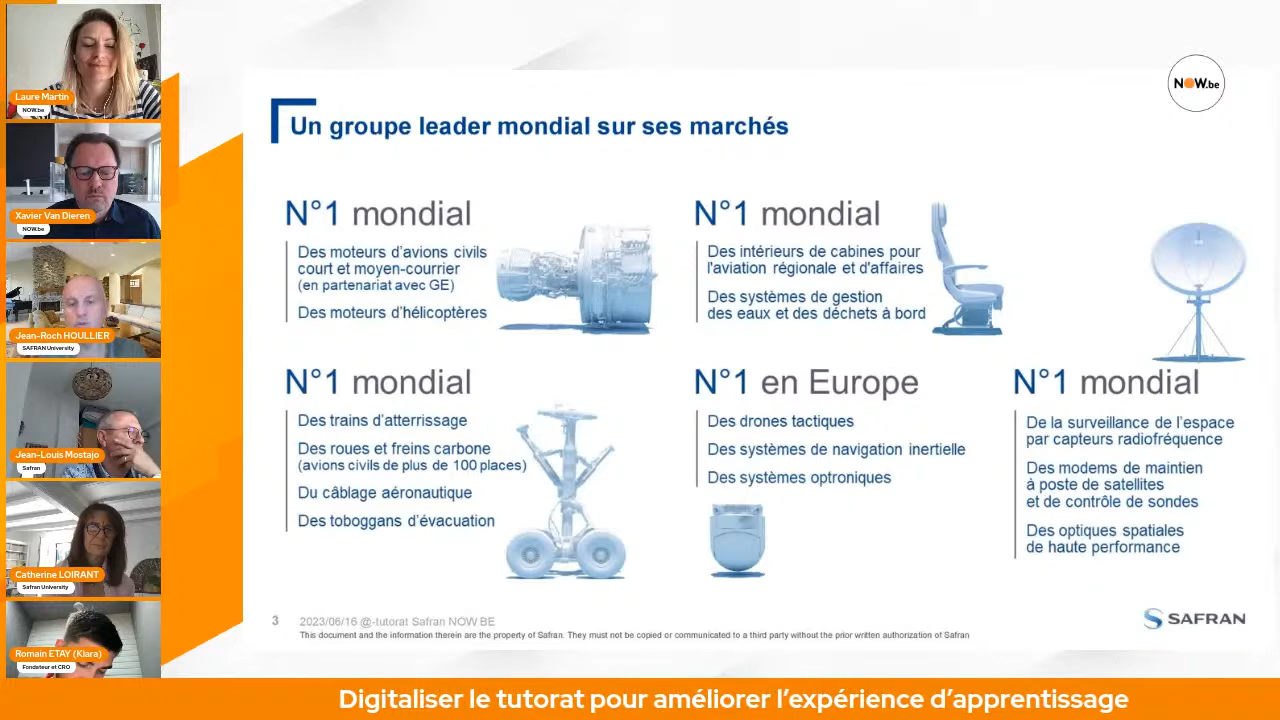 Laure Martin
NOW.be
Xavier Van Dieren
NOW.be
Jean-Roch HOULLIER
SAFRAN University
Jean-Louis Mostajo
Safran
Catherine LOIRANT
Safran University
Romain ETAY (Klara)
Fondateur et CRO
NOW.be
Un groupe leader mondial sur ses marchés
N°1 mondial
Des moteurs d'avions civils
court et moyen-courrier
(en partenariat avec GE)
Des moteurs d'hélicoptères
N°1 mondial
Des intérieurs de cabines pour
l'aviation régionale et d'affaires
Des systèmes de gestion
des eaux et des déchets à bord
N°1 mondial
Des trains d'atterrissage
Des roues et freins carbone
(avions civils de plus de 100 places)
Du câblage aéronautique
Des toboggans d'évacuation
N°1 en Europe
Des drones tactiques
Des systèmes de navigation inertielle
Des systèmes optroniques
N°1 mondial
De la surveillance de l'espace
par capteurs radiofréquence
Des modems de maintien
à poste de satellites
et de contrôle de sondes
Des optiques spatiales
de haute performance
3
2023/06/16 @-tutorat Safran NOW BE
This document and the information therein are the property of Safran. They must not be copied or communicated to a third party without the prior written authorization of Safran
SAFRAN
Digitaliser le tutorat pour améliorer l'expérience d'apprentissage